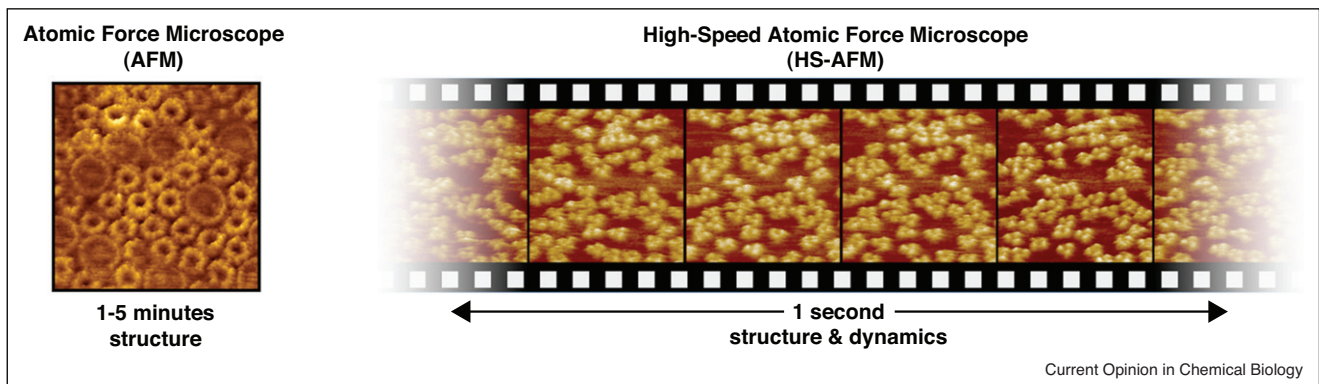 Atomic Force Microscope
(AFM)
1-5 minutes
structure
High-Speed Atomic Force Microscope
(HS-AFM)
1 second
structure & dynamics
Current Opinion in Chemical Biology